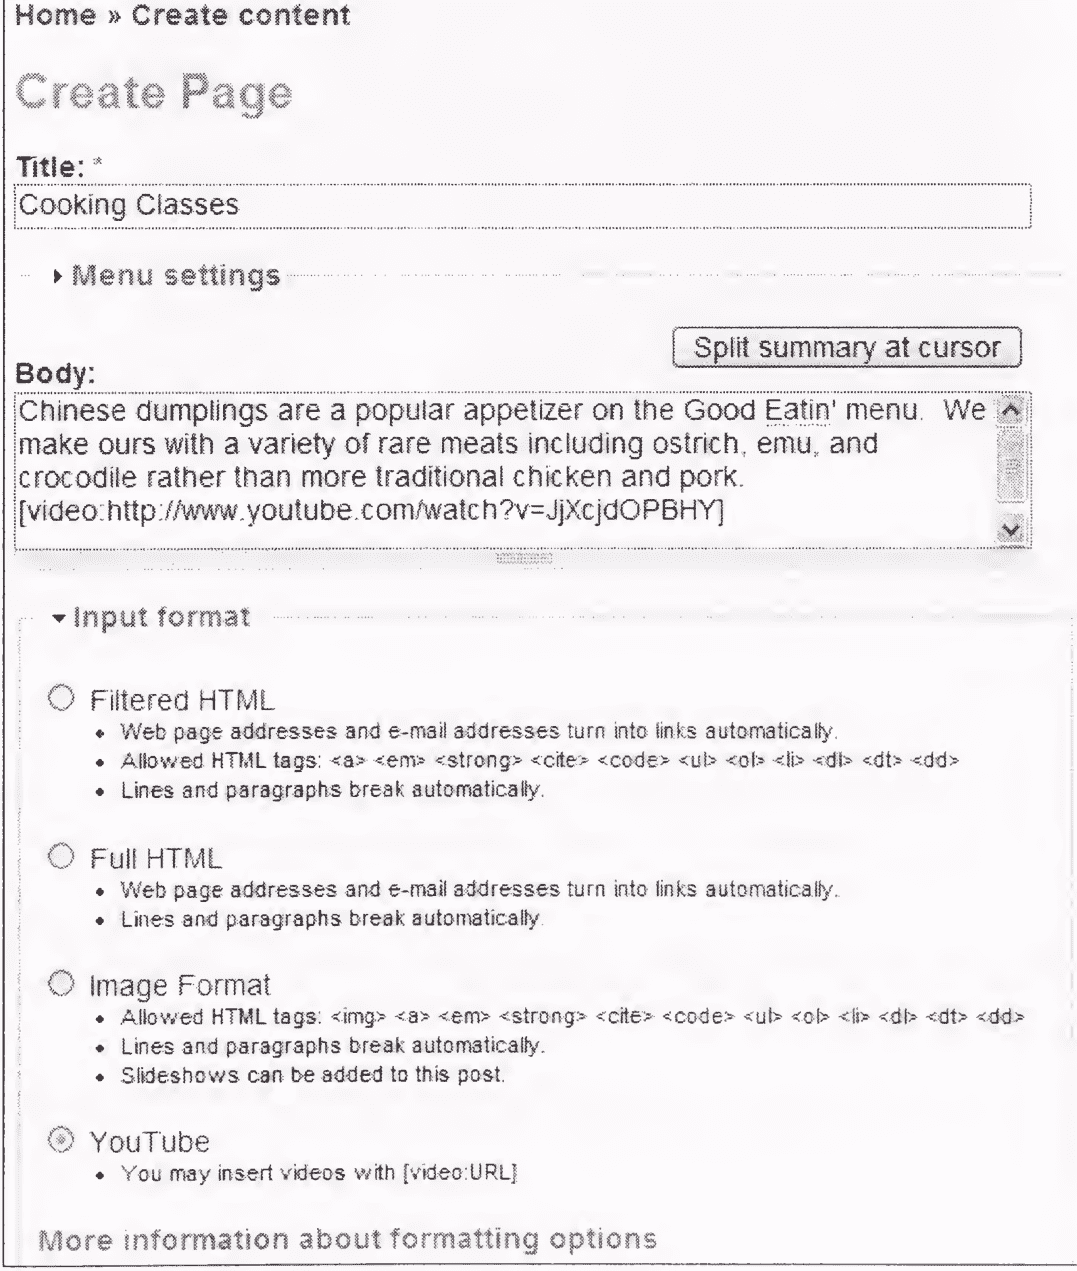 Home » Create content
Create Page
Title: *
Cooking Classes
Menu settings
Split summary at cursor
Body:
Chinese dumplings are a popular appetizer on the Good Eatin' menu.  We
make ours with a variety of rare meats including ostrich, emu, and
crocodile rather than more traditional chicken and pork.
[video:http://www.youtube.com/watch?v=JjXcjdOPBHY]
Input format
Filtered HTML
• Web page addresses and e-mail addresses turn into links automatically.
• Allowed HTML tags: <a> <em> <strong> <cite> <code> <ul> <ol> <li> <dl> <dt> <dd>
• Lines and paragraphs break automatically.
Full HTML
• Web page addresses and e-mail addresses turn into links automatically.
• Lines and paragraphs break automatically.
Image Format
• Allowed HTML tags: <img> <a> <em> <strong> <cite> <code> <ul> <ol> <li> <dl> <dt> <dd>
• Lines and paragraphs break automatically.
• Slideshows can be added to this post.
YouTube
• You may insert videos with [video:URL]
More information about formatting options